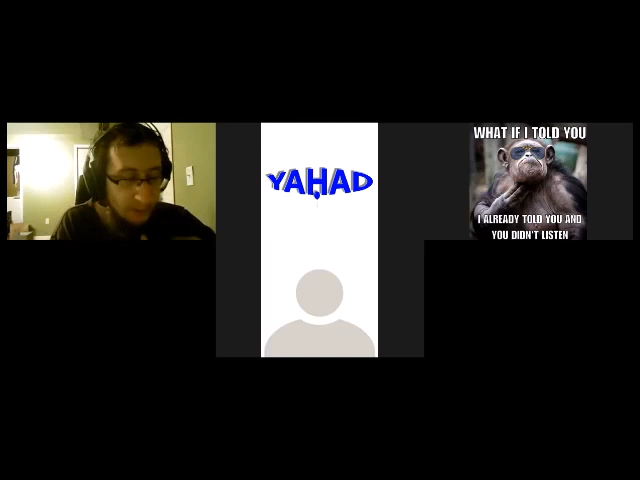 YAḤAD
WHAT IF I TOLD YOU
I ALREADY TOLD YOU AND
YOU DIDN'T LISTEN